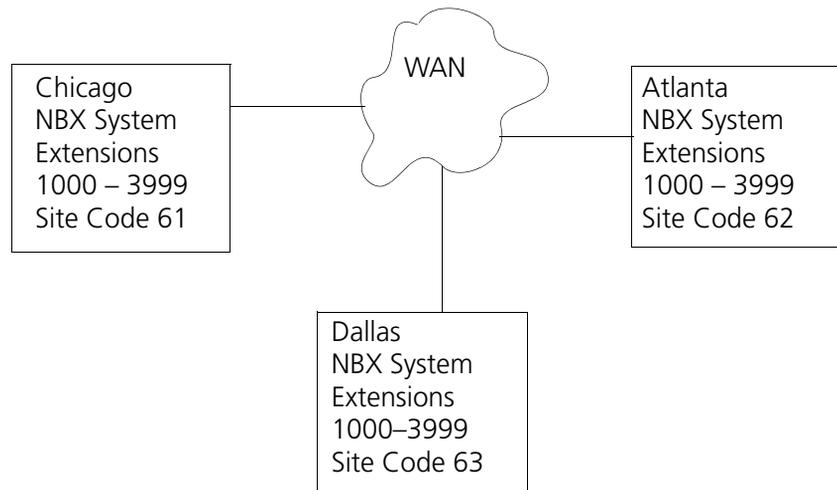 WAN
Chicago
NBX System
Extensions
1000 – 3999
Site Code 61
Atlanta
NBX System
Extensions
1000 – 3999
Site Code 62
Dallas
NBX System
Extensions
1000–3999
Site Code 63